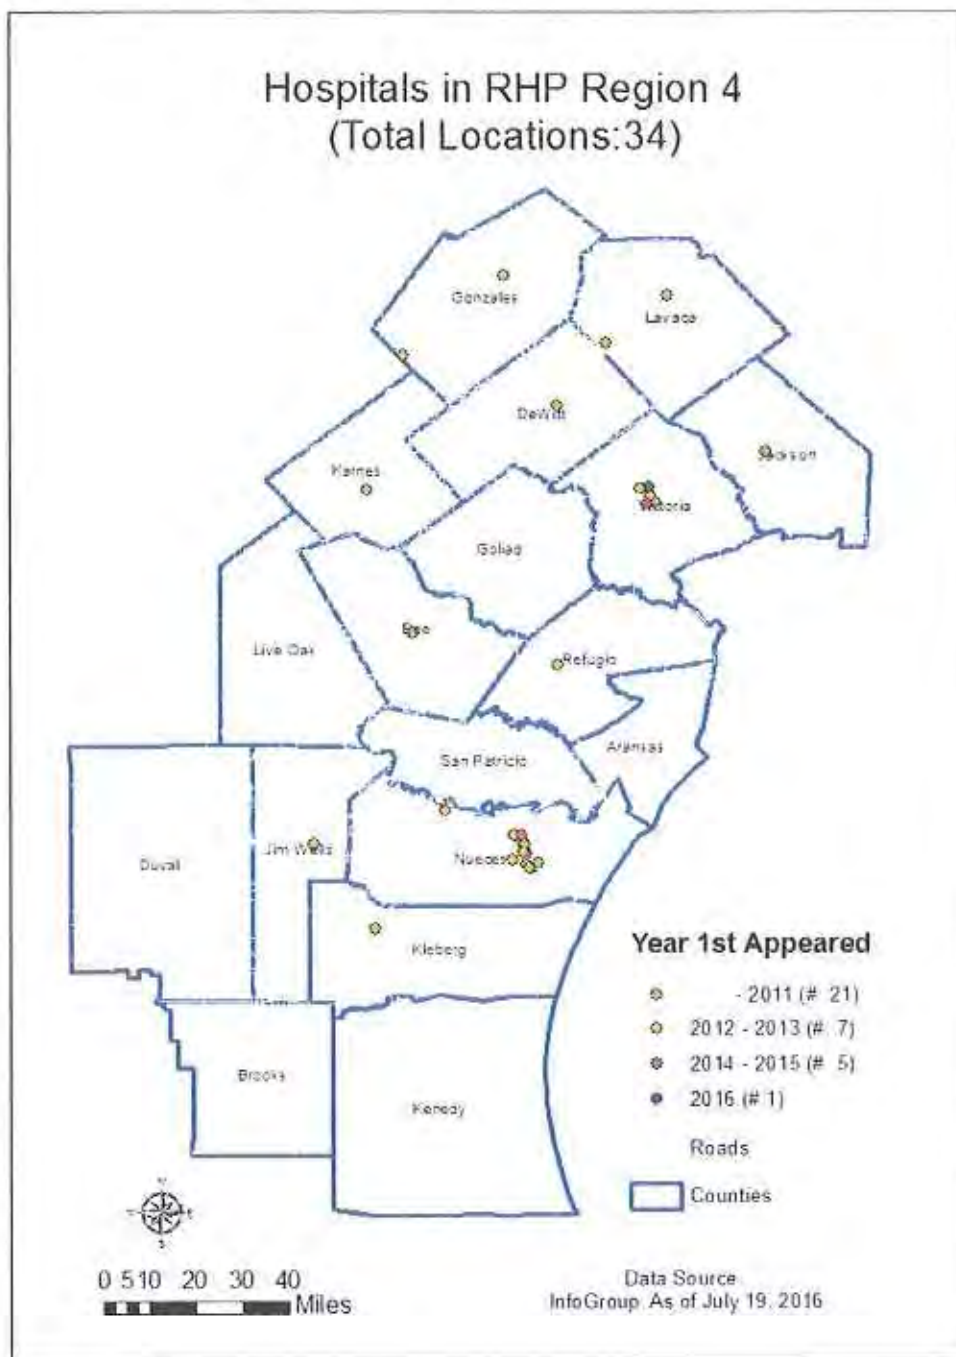 Hospitals in RHP Region 4
(Total Locations:34)
Gonzales
Lavaca
DeWitt
Jackson
Karnes
Victoria
Goliad
Bee
Live Oak
Refugio
Aransas
San Patricio
Jim Wells
Duval
Nueces
Kleberg
Brooks
Kenedy
Year 1st Appeared
- 2011 (# 21)
2012 - 2013 (# 7)
2014 - 2015 (# 5)
2016 (# 1)
Roads
Counties
0 5 10 20 30 40
Miles
Data Source
InfoGroup. As of July 19, 2016